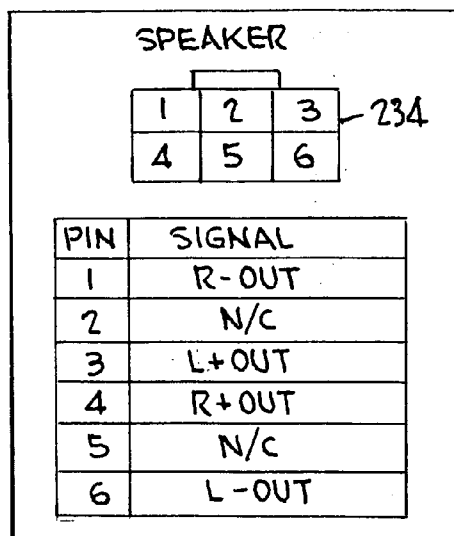 SPEAKER
1 2 3 234
4 5 6
PIN SIGNAL
1 R-OUT
2 N/C
3 L+OUT
4 R+OUT
5 N/C
6 L-OUT